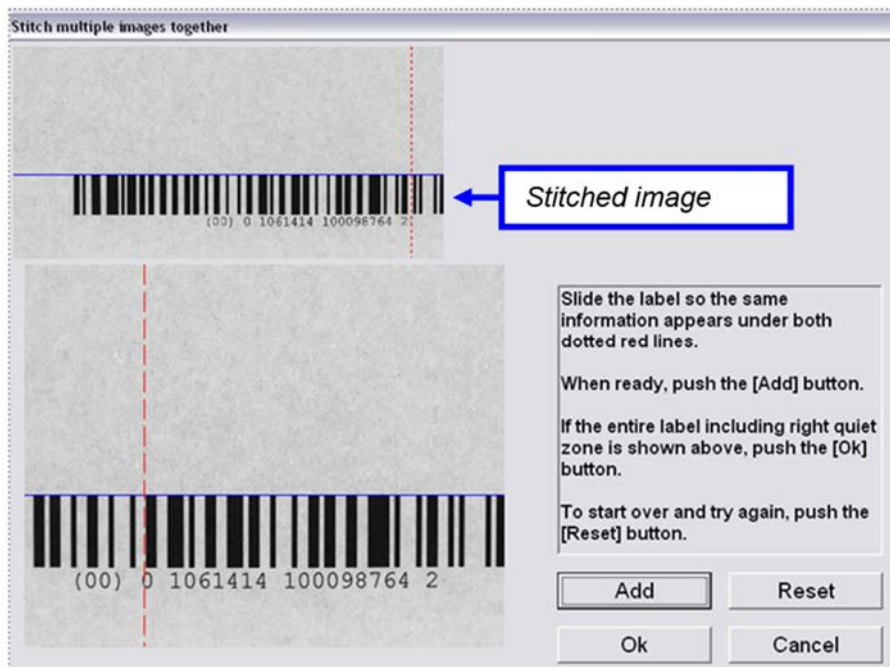 Stitch multiple images together
(00) 0 1061414 100098764 2
Stitched image
(00) 0 1061414 100098764 2
Slide the label so the same
information appears under both
dotted red lines.
When ready, push the [Add] button.
If the entire label including right quiet
zone is shown above, push the [Ok]
button.
To start over and try again, push the
[Reset] button.
Add
Reset
Ok
Cancel